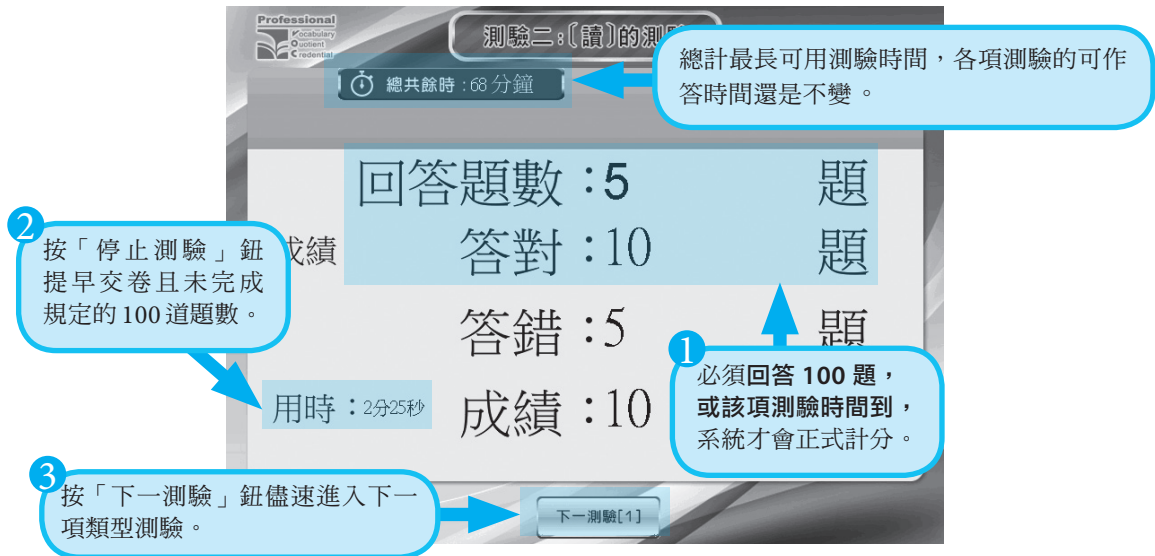 Professional
Vocabulary
Quotient
Credential
測驗二:〔讀〕的測
總共餘時:68分鐘
總計最長可用測驗時間，各項測驗的可作
答時間還是不變。
回答題數:5 題
成績 答對:10 題
答錯:5 題
用時:2分25秒 成績:10
2
按「停止測驗」鈕
提早交卷且未完成
規定的100道題數。
1
必須回答 100 題，
或該項測驗時間到，
系統才會正式計分。
3
按「下一測驗」鈕儘速進入下一
項類型測驗。
下一測驗[1]